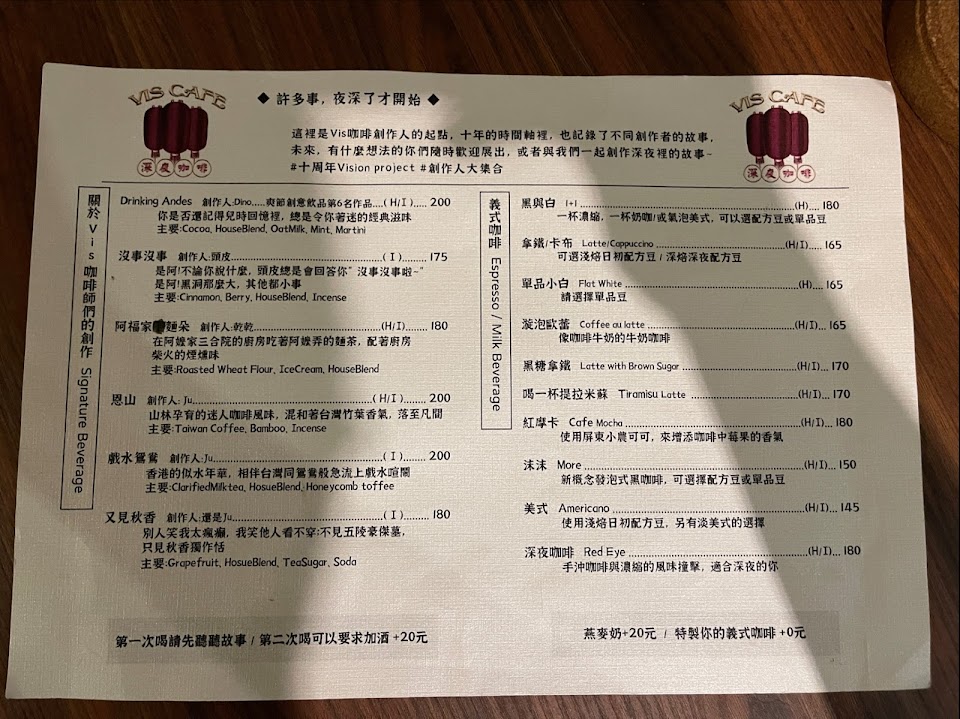 VIS CAFE
深夜咖啡
◆ 許多事，夜深了才開始 ◆
VIS CAFE
深夜咖啡
這裡是Vis咖啡創作人的起點，十年的時間軸裡，也記錄了不同創作者的故事，
未來，有什麼想法的你們隨時歡迎展出，或者與我們一起創作深夜裡的故事~
#十周年Vision project #創作人大集合
關於Vis咖啡師們的創作 Signature Beverage
Drinking Andes 創作人:Dino.....爽節創意飲品第6名作品....( H/I )..... 200
你是否還記得兒時回憶裡，總是令你著迷的經典滋味
主要:Cocoa, HouseBlend, OatMilk, Mint, Martini
沒事沒事 創作人:頭皮..........( I )..... 175
是阿!不論你說什麼，頭皮總是會回答你"沒事沒事啦~"
是阿!黑洞那麼大，其他都小事
主要:Cinnamon, Berry, HouseBlend, Incense
阿福家 麵朵 創作人:乾乾..........(H/I)...... 180
在阿嬤家三合院的廚房吃著阿嬤弄的麵茶，配著廚房
柴火的煙燻味
主要:Roasted Wheat Flour, IceCream, HouseBlend
恩山 創作人: Ju..........( H/I )...... 200
山林孕育的迷人咖啡風味，混和著台灣竹葉香氣，落至凡間
主要:Taiwan Coffee, Bamboo, Incense
戲水鴛鴦 創作人:Ju..........( I )....... 200
香港的似水年華，相伴台灣同鴛鴦般急流上戲水喧鬧
主要:ClarifiedMilktea, HosueBlend, Honeycomb toffee
又見秋香 創作人:還是Ju..........( I )........ 180
別人笑我太瘋癲，我笑他人看不穿:不見五陵豪傑墓，
只見秋香獨作恬
主要:Grapefruit, HosueBlend, TeaSugar, Soda
第一次喝請先聽聽故事 / 第二次喝可以要求加酒 +20元
義式咖啡 Espresso / Milk Beverage
黑與白 1+1 ..........(H).... 180
一杯濃縮，一杯奶咖/或氣泡美式，可以選配方豆或單品豆
拿鐵/卡布 Latte/Cappuccino ..........(H/I)..... 165
可選淺焙日初配方豆 / 深焙深夜配方豆
單品小白 Flat White ..........(H).... 165
請選擇單品豆
漩泡歐蕾 Coffee au latte ..........(H/I)... 165
像咖啡牛奶的牛奶咖啡
黑糖拿鐵 Latte with Brown Sugar ..........(H/I).... 170
喝一杯提拉米蘇 Tiramisu Latte ..........(H/I).... 170
紅摩卡 Cafe Mocha ..........(H/I).... 180
使用屏東小農可可，來增添咖啡中莓果的香氣
沫沫 More ..........(H/I)... 150
新概念發泡式黑咖啡，可選擇配方豆或單品豆
美式 Americano ..........(H/I)... 145
使用淺焙日初配方豆，另有淡美式的選擇
深夜咖啡 Red Eye ..........(H/I)... 180
手沖咖啡與濃縮的風味撞擊，適合深夜的你
燕麥奶+20元 / 特製你的義式咖啡 +0元